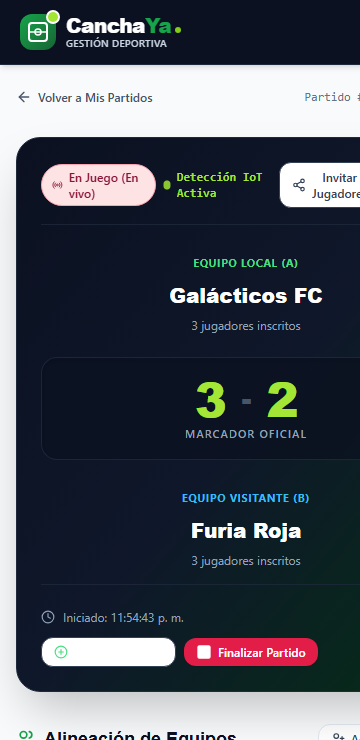 CanchaYa
GESTIÓN DEPORTIVA
Volver a Mis Partidos
Partido
En Juego (En
vivo)
Detección IoT
Activa
Invitar
EQUIPO LOCAL (A)
Galácticos FC
3 jugadores inscritos
3 - 2
MARCADOR OFICIAL
EQUIPO VISITANTE (B)
Furia Roja
3 jugadores inscritos
Iniciado: 11:54:43 p. m.
Finalizar Partido
Alineación de Equipos